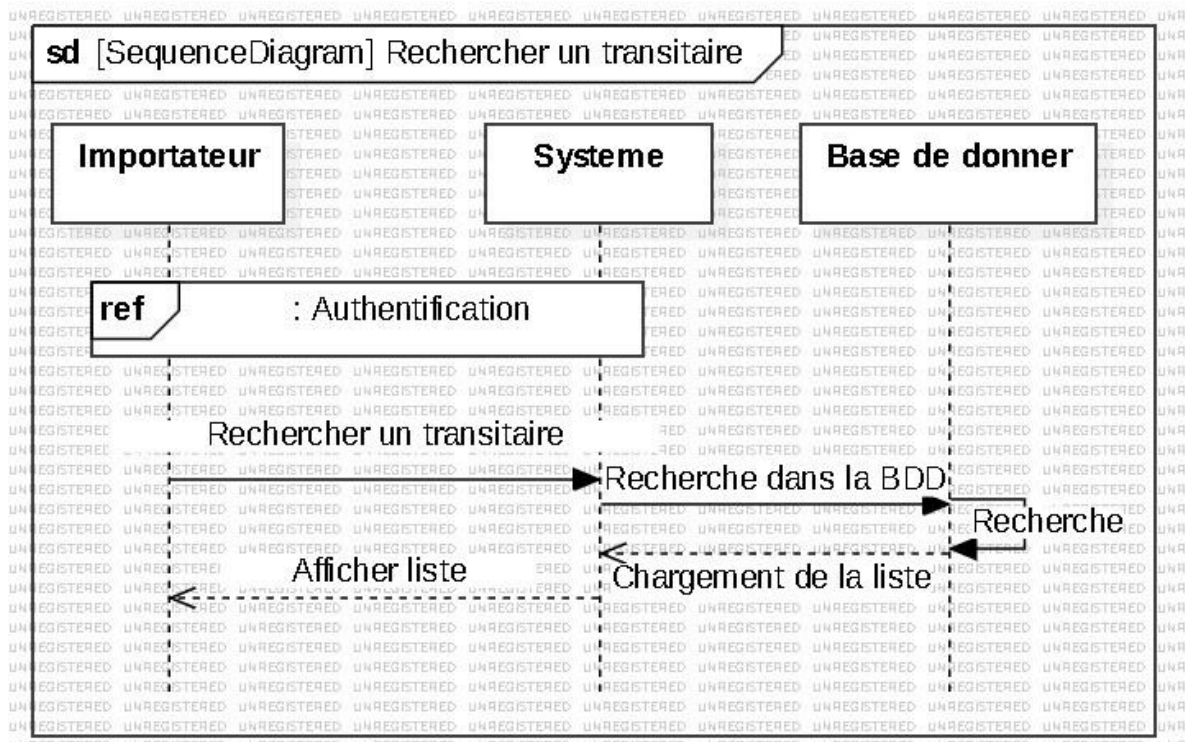 sd [SequenceDiagram] Rechercher un transitaire
Importateur
Systeme
Base de donner
ref
: Authentification
Rechercher un transitaire
Recherche dans la BDD
Recherche
Chargement de la liste
Afficher liste
UNREGISTERED